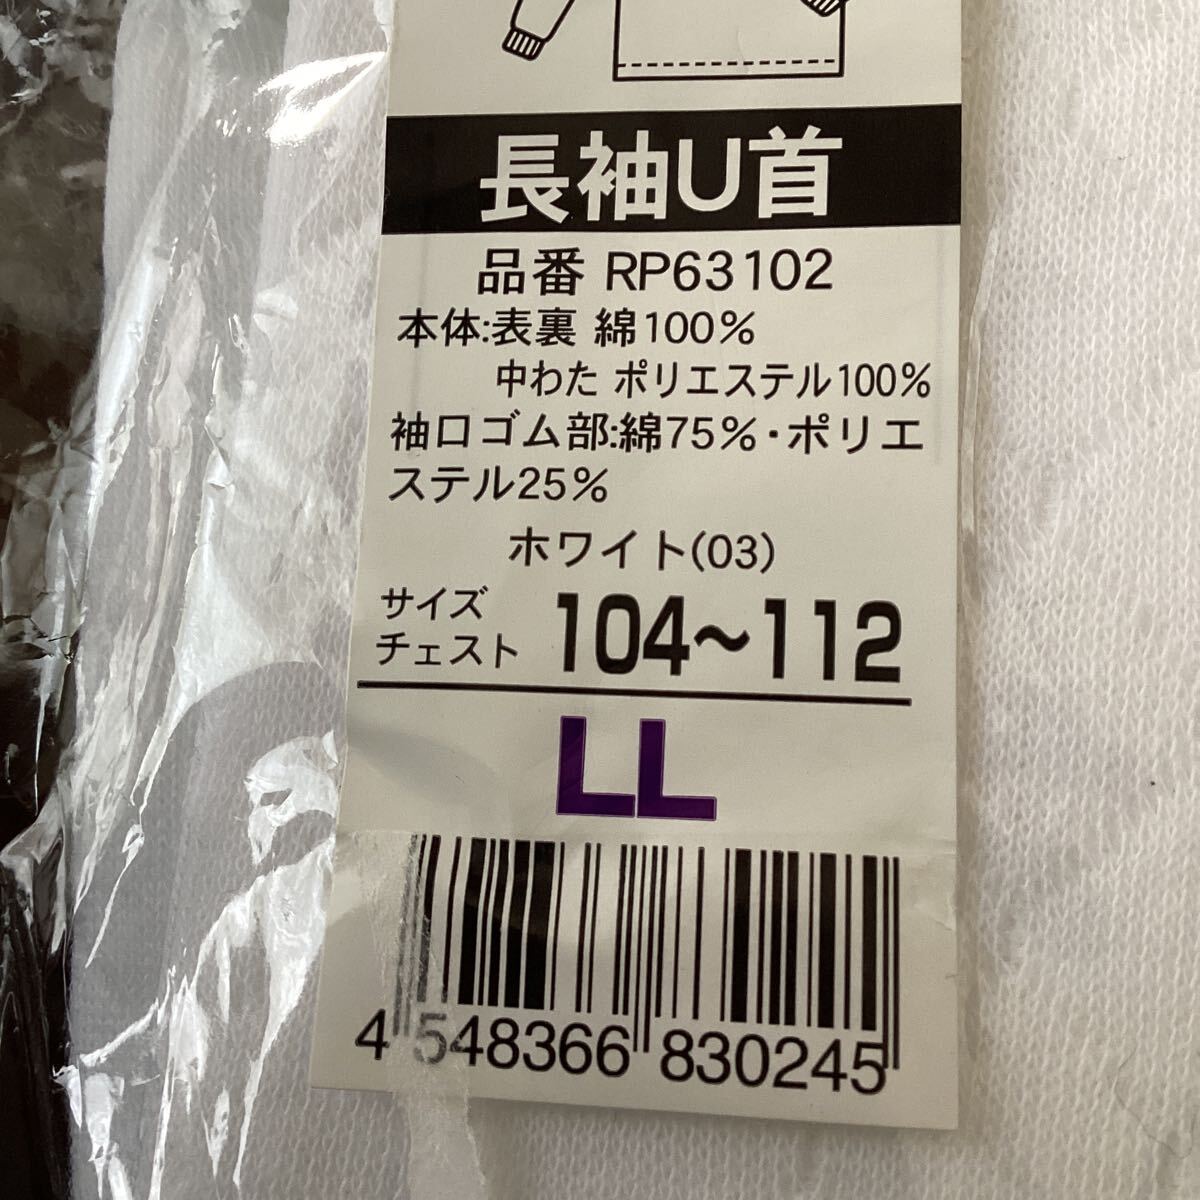 長袖U首
品番 RP63102
本体:表裏 綿100%
中わた ポリエステル100%
袖口ゴム部:綿75%・ポリエ
ステル25%
ホワイト(03)
サイズ
チェスト 104~112
LL
4 548366 830245